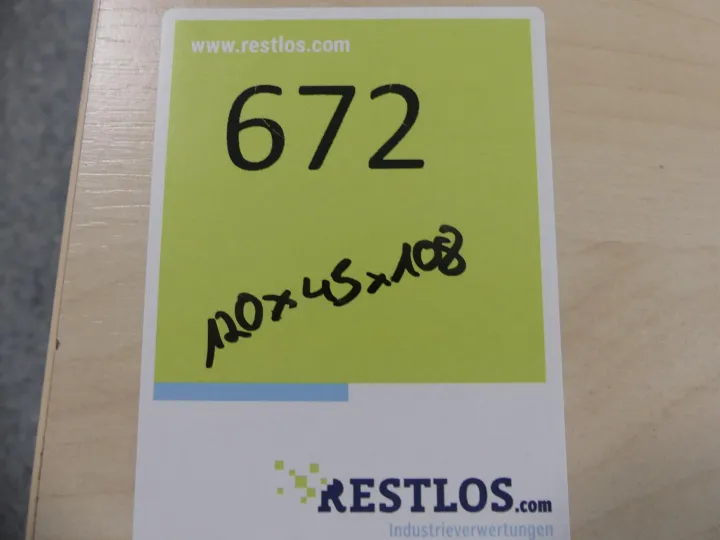 www.restlos.com
672
120x45x108
RESTLOS.com
Industrieverwertungen